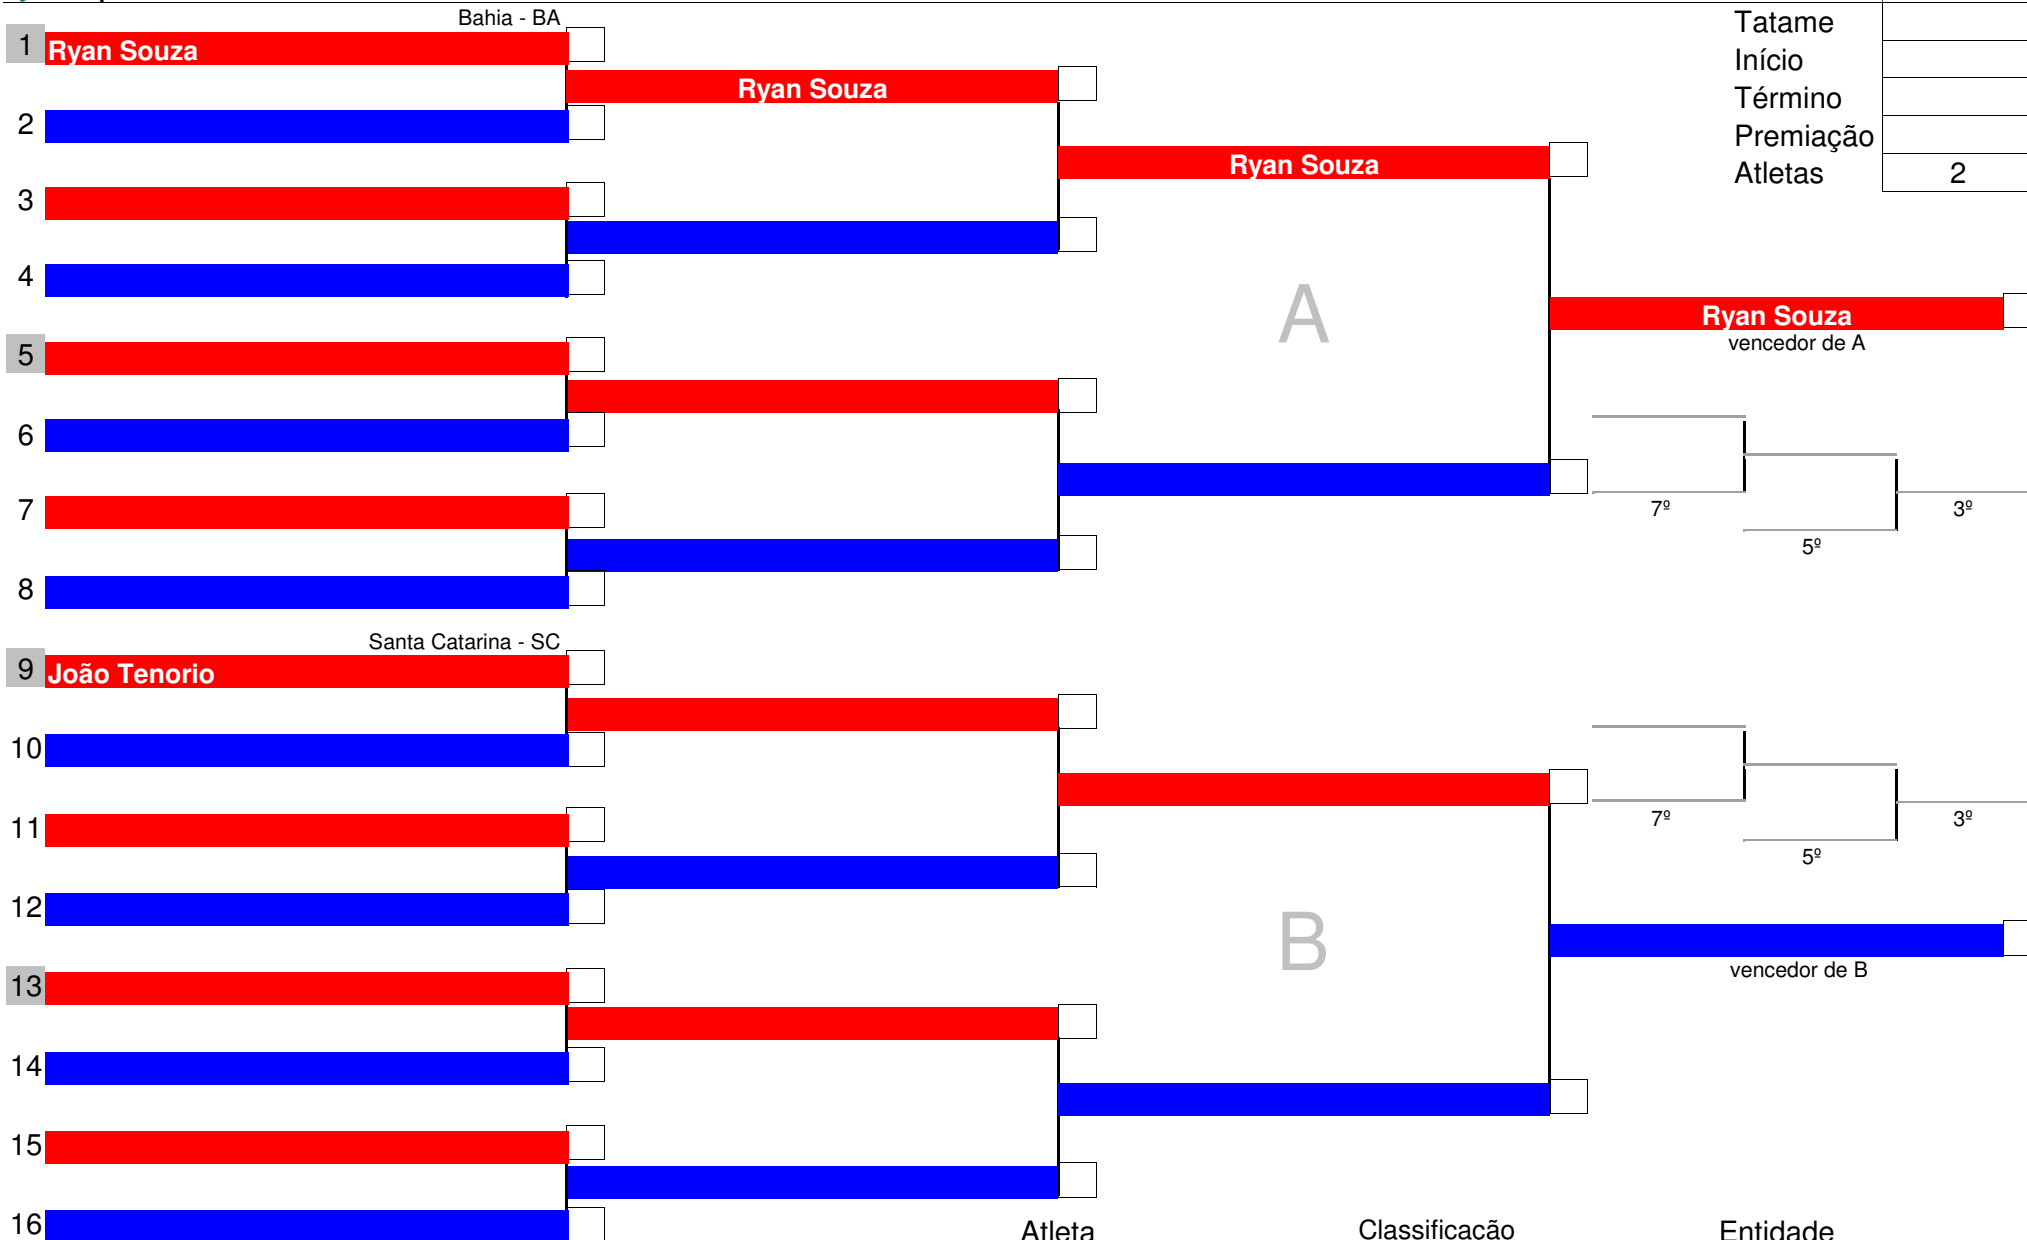 Bahia - BA
Tatame
1 Ryan Souza
Início
Ryan Souza
Término
2
Premiação
Ryan Souza
Atletas 2
3
4
A
Ryan Souza
vencedor de A
5
6
7
7º 3º
5º
8
Santa Catarina - SC
9 João Tenorio
10
11
7º 3º
5º
12
B
vencedor de B
13
14
15
16
Atleta Classificação Entidade